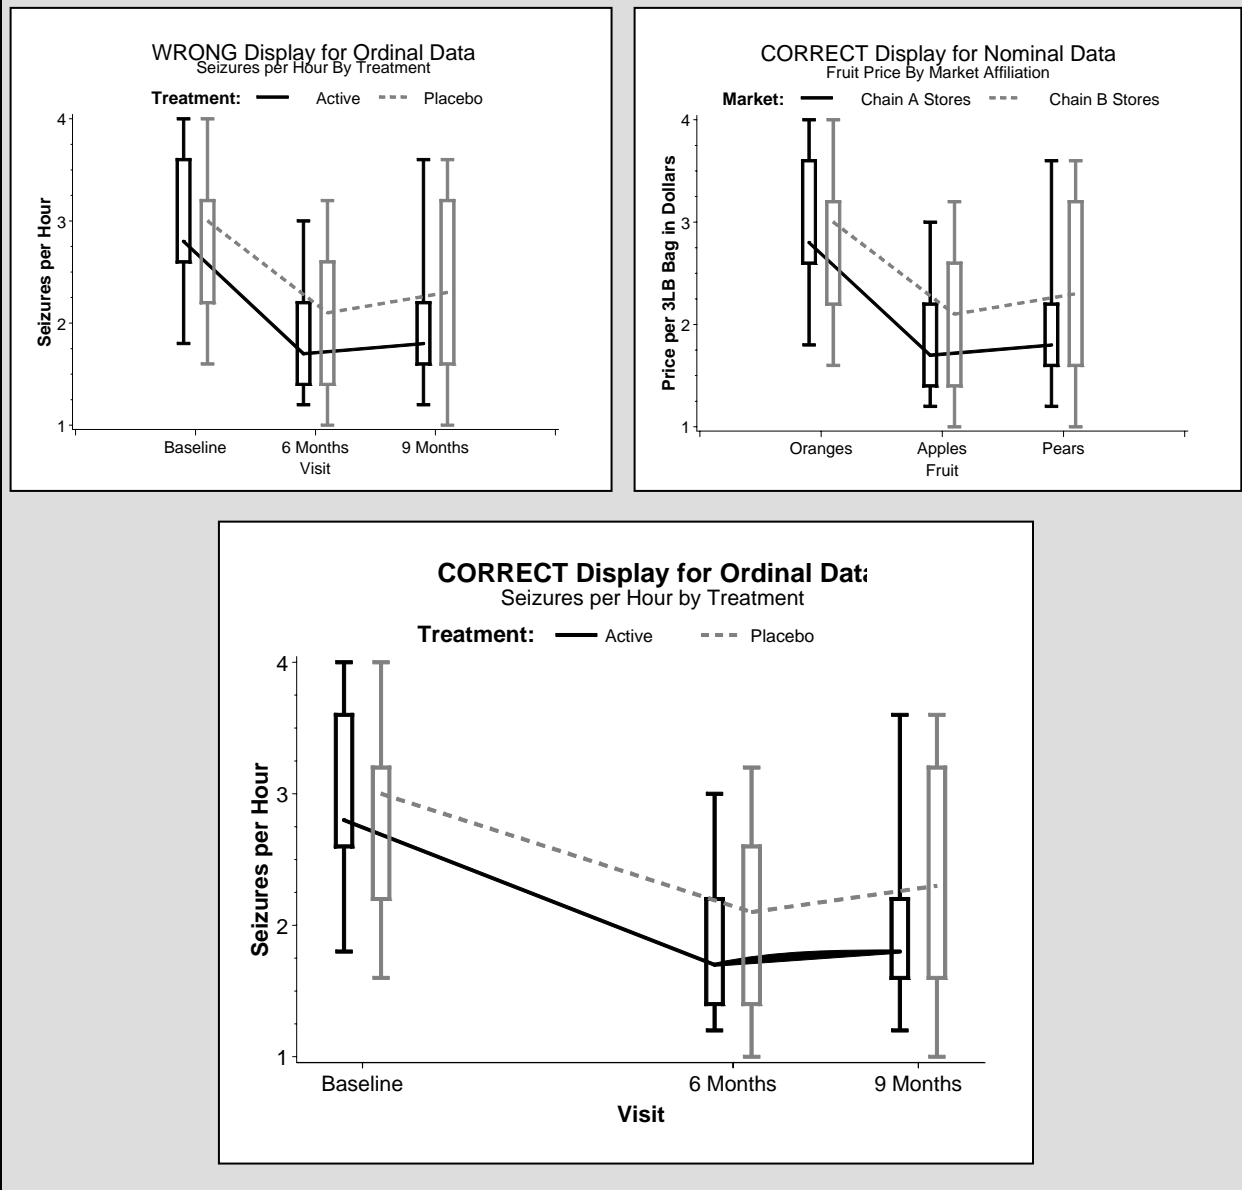 WRONG Display for Ordinal Data
Seizures per Hour By Treatment
Treatment: Active Placebo
4
3
2
1
Seizures per Hour
Baseline 6 Months 9 Months
Visit
CORRECT Display for Nominal Data
Fruit Price By Market Affiliation
Market: Chain A Stores Chain B Stores
4
3
2
1
Price per 3LB Bag in Dollars
Oranges Apples Pears
Fruit
CORRECT Display for Ordinal Data
Seizures per Hour by Treatment
Treatment: Active Placebo
4
3
2
1
Seizures per Hour
Baseline 6 Months 9 Months
Visit